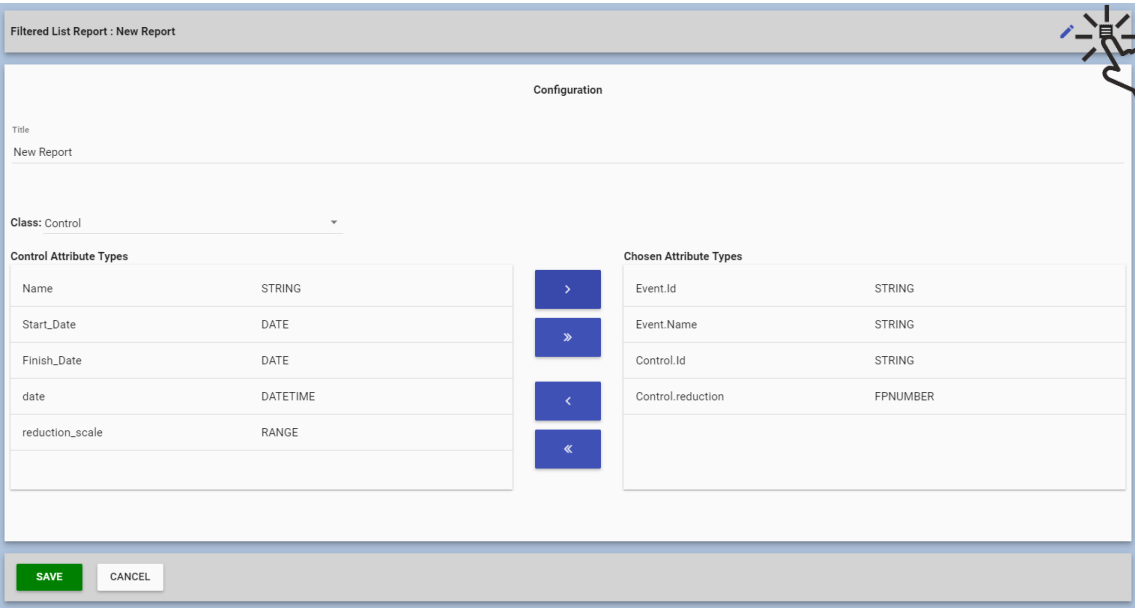 Filtered List Report : New Report
Configuration
Title
New Report
Class: Control
Control Attribute Types
Name STRING
Start_Date DATE
Finish_Date DATE
date DATETIME
reduction_scale RANGE
Chosen Attribute Types
Event.Id STRING
Event.Name STRING
Control.Id STRING
Control.reduction FPNUMBER
SAVE CANCEL